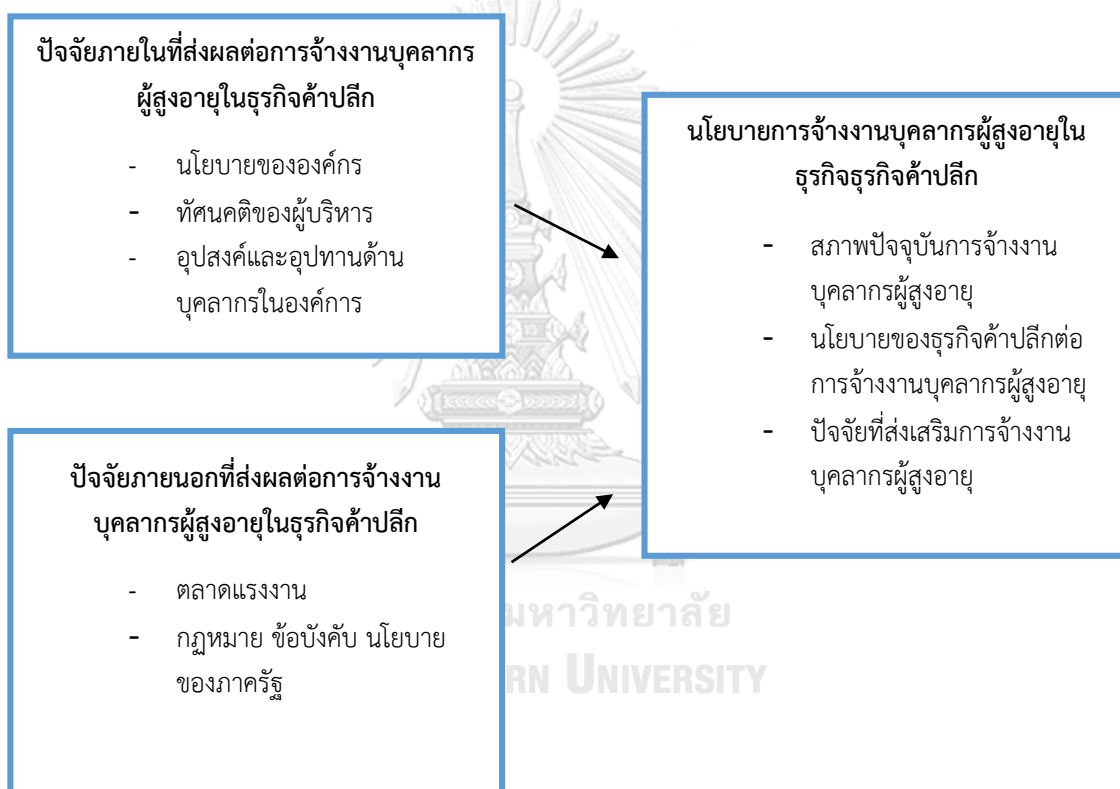 ปัจจัยภายในที่ส่งผลต่อการจ้างงานบุคลากร
ผู้สูงอายุในธุรกิจค้าปลีก
- นโยบายขององค์กร
- ทัศนคติของผู้บริหาร
- อุปสงค์และอุปทานด้าน
บุคลากรในองค์การ
ปัจจัยภายนอกที่ส่งผลต่อการจ้างงาน
บุคลากรผู้สูงอายุในธุรกิจค้าปลีก
- ตลาดแรงงาน
- กฎหมาย ข้อบังคับ นโยบาย
ของภาครัฐ
นโยบายการจ้างงานบุคลากรผู้สูงอายุใน
ธุรกิจธุรกิจค้าปลีก
- สภาพปัจจุบันการจ้างงาน
บุคลากรผู้สูงอายุ
- นโยบายของธุรกิจค้าปลีกต่อ
การจ้างงานบุคลากรผู้สูงอายุ
- ปัจจัยที่ส่งเสริมการจ้างงาน
บุคลากรผู้สูงอายุ
มหาวิทยาลัย
RN UNIVERSITY